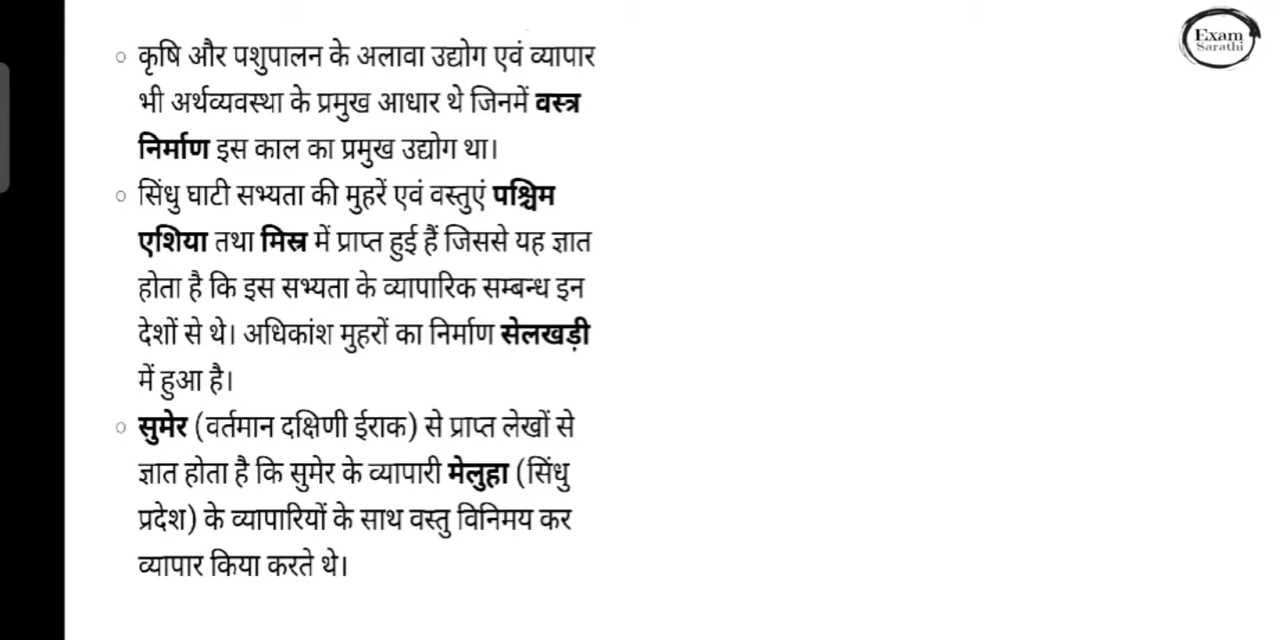 Exam
Sarathi
○ कृषि और पशुपालन के अलावा उद्योग एवं व्यापार
भी अर्थव्यवस्था के प्रमुख आधार थे जिनमें वस्त्र
निर्माण इस काल का प्रमुख उद्योग था।
○ सिंधु घाटी सभ्यता की मुहरें एवं वस्तुएं पश्चिम
एशिया तथा मिस्र में प्राप्त हुई हैं जिससे यह ज्ञात
होता है कि इस सभ्यता के व्यापारिक सम्बन्ध इन
देशों से थे। अधिकांश मुहरों का निर्माण सेलखड़ी
में हुआ है।
○ सुमेर (वर्तमान दक्षिणी ईराक) से प्राप्त लेखों से
ज्ञात होता है कि सुमेर के व्यापारी मेलुहा (सिंधु
प्रदेश) के व्यापारियों के साथ वस्तु विनिमय कर
व्यापार किया करते थे।